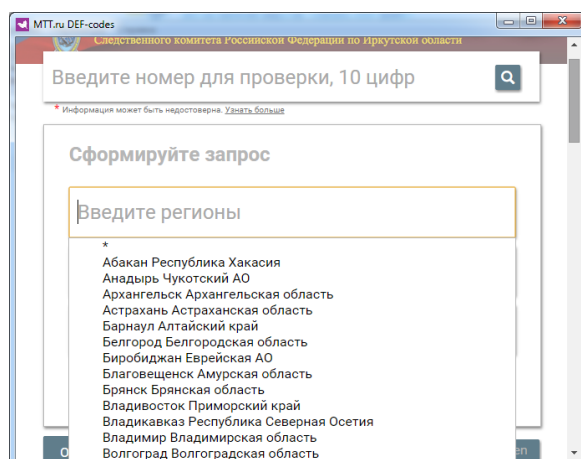 MTT.ru DEF-codes
Следственного комитета Российской Федерации по Иркутской области
Введите номер для проверки, 10 цифр
* Информация может быть недостоверна. Узнать больше
Сформируйте запрос
Введите регионы
*
Абакан Республика Хакасия
Анадырь Чукотский АО
Архангельск Архангельская область
Астрахань Астраханская область
Барнаул Алтайский край
Белгород Белгородская область
Биробиджан Еврейская АО
Благовещенск Амурская область
Брянск Брянская область
Владивосток Приморский край
Владикавказ Республика Северная Осетия
Владимир Владимирская область
Волгоград Волгоградская область